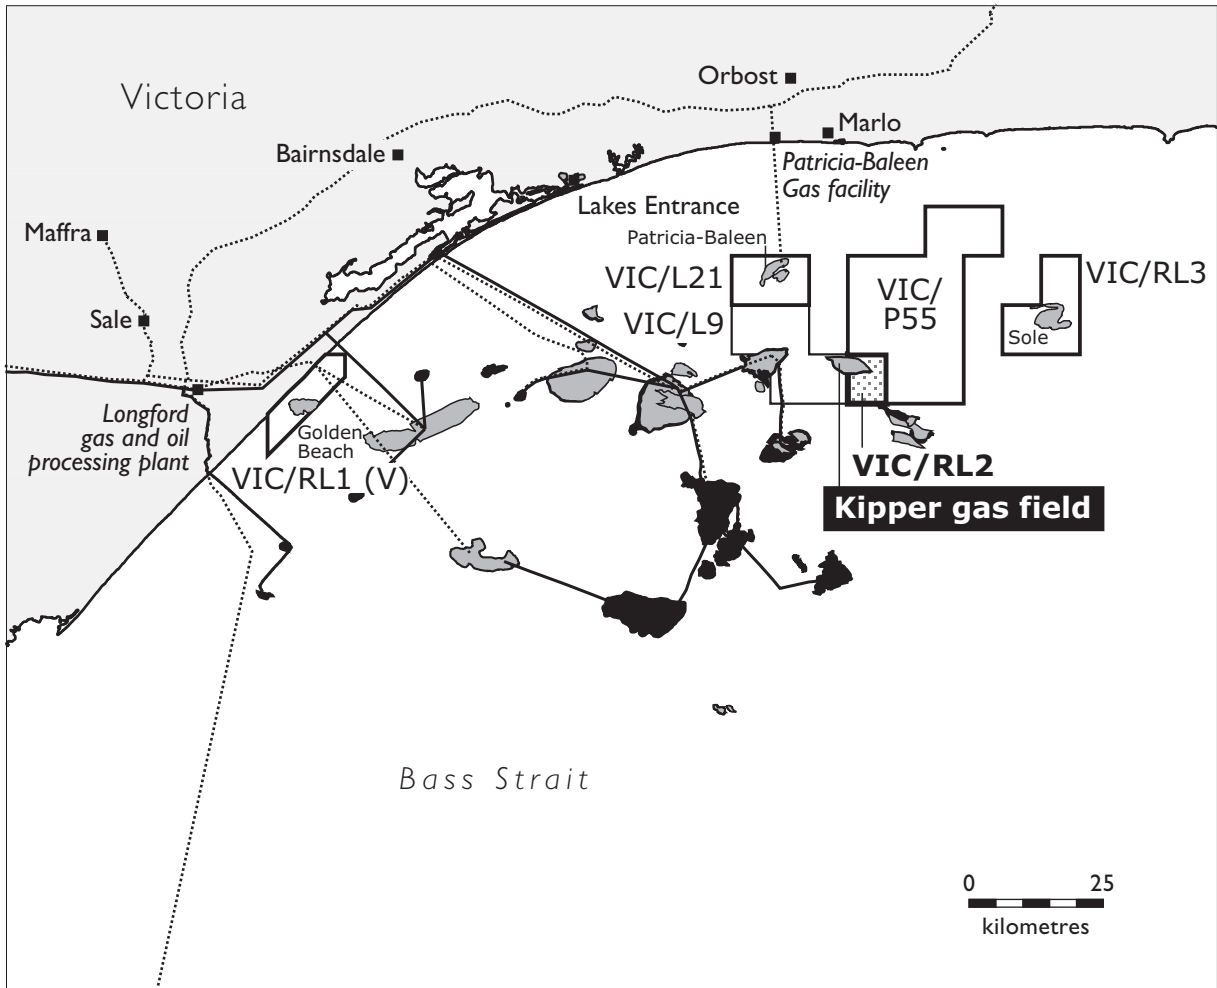 Orbost
Victoria
Marlo
Bairnsdale
Patricia-Baleen
Gas facility
Lakes Entrance
Maffra
Patricia-Baleen
VIC/L21
VIC/
P55
VIC/RL3
Sale
VIC/L9
Sole
Longford
gas and oil
processing plant
Golden
Beach
VIC/RL1 (V)
VIC/RL2
Kipper gas field
Bass Strait
0 25
kilometres